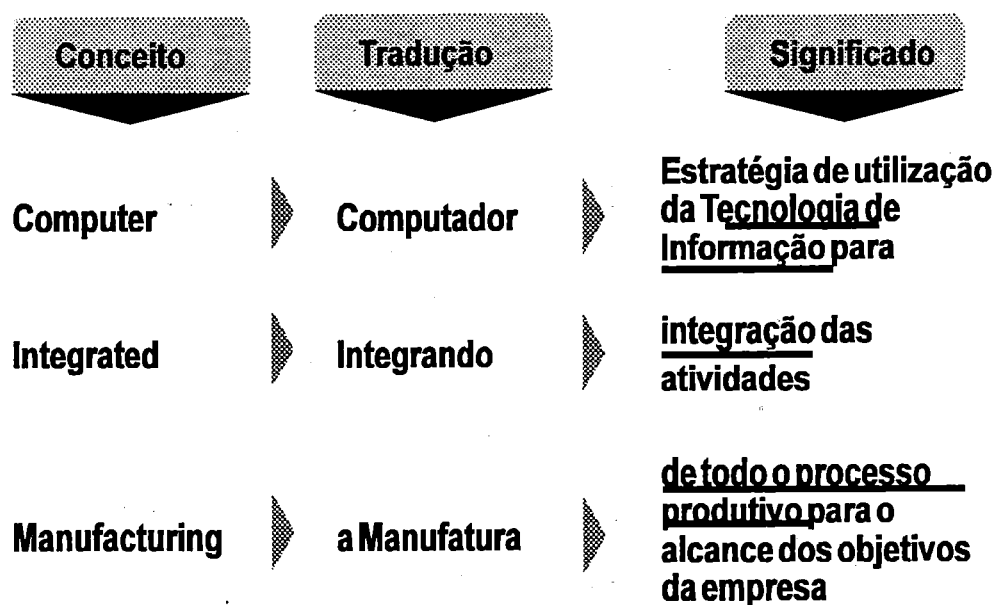 Conceito Tradução Significado
Computer Computador Estratégia de utilização
da Tecnologia de
Informação para
Integrated Integrando integração das
atividades
Manufacturing a Manufatura de todo o processo
produtivo para o
alcance dos objetivos
da empresa